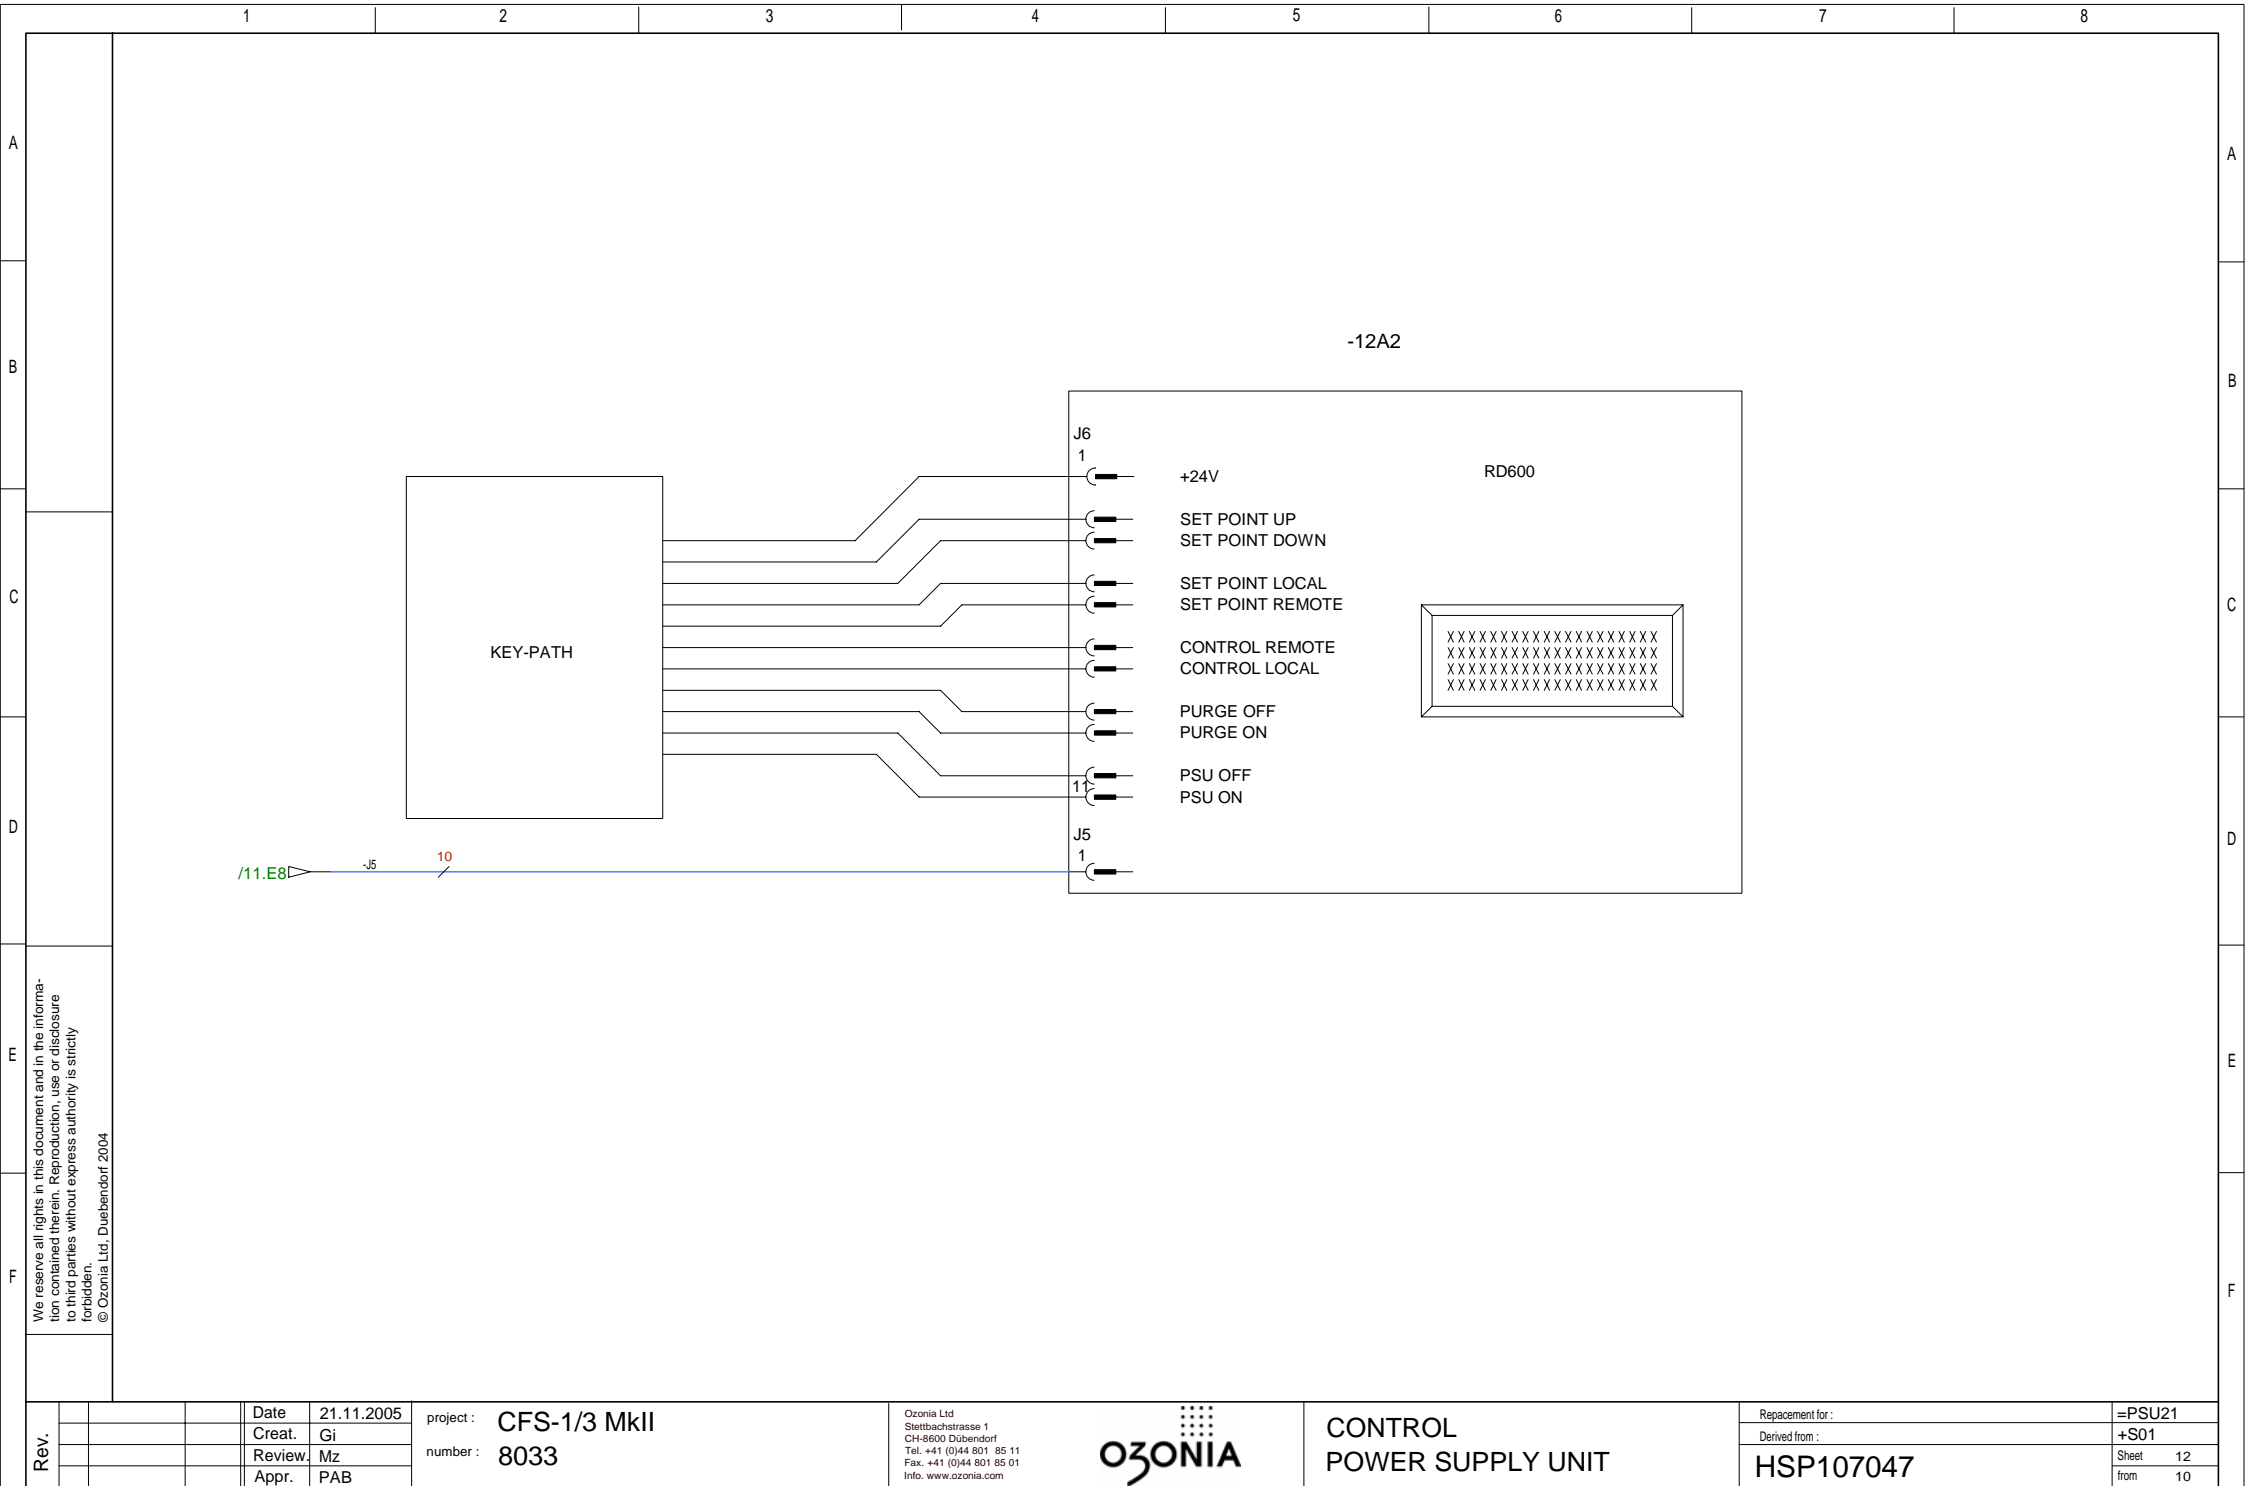 1 2 3 4 5 6 7 8
A A
B B
C C
D D
E E
F F
-12A2
J6
1
+24V
RD600
SET POINT UP
SET POINT DOWN
SET POINT LOCAL
SET POINT REMOTE
KEY-PATH
CONTROL REMOTE
CONTROL LOCAL
XXXXXXXXXXXXXXXXXXXX
XXXXXXXXXXXXXXXXXXXX
XXXXXXXXXXXXXXXXXXXX
XXXXXXXXXXXXXXXXXXXX
PURGE OFF
PURGE ON
PSU OFF
11
PSU ON
J5
1
/11.E8
-J5
10
We reserve all rights in this document and in the informa-
tion contained therein. Reproduction, use or disclosure
to third parties without express authority is strictly
forbidden.
© Ozonia Ltd, Duebendorf 2004
Rev.
Date 21.11.2005
Creat. Gi
Review. Mz
Appr. PAB
project : CFS-1/3 MkII
number : 8033
Ozonia Ltd
Stettbachstrasse 1
CH-8600 Dübendorf
Tel. +41 (0)44 801 85 11
Fax. +41 (0)44 801 85 01
Info. www.ozonia.com
OZONIA
CONTROL
POWER SUPPLY UNIT
Repacement for :
Derived from :
HSP107047
=PSU21
+S01
Sheet 12
from 10